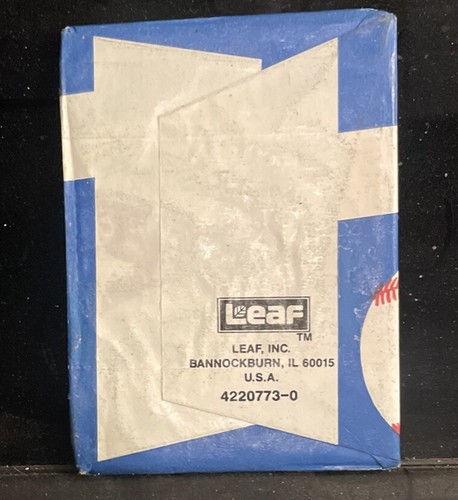 Leaf
TM
LEAF, INC.
BANNOCKBURN, IL 60015
U.S.A.
4220773-0